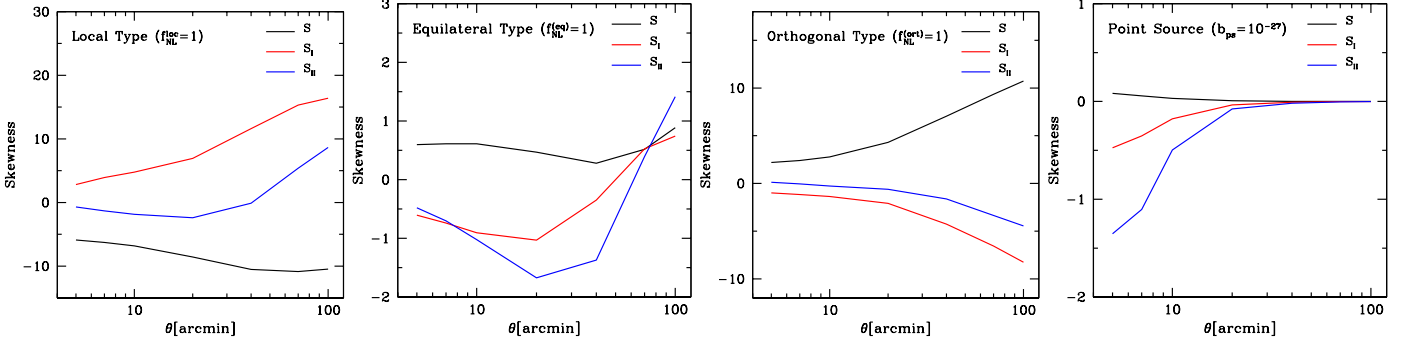 Local Type (f_NL^loc=1)
S
S_I
S_II
Skewness
30
20
10
0
−10
10
100
θ[arcmin]
Equilateral Type (f_NL^(eq)=1)
S
S_I
S_II
Skewness
3
2
1
0
−1
−2
10
100
θ[arcmin]
Orthogonal Type (f_NL^(ort)=1)
S
S_I
S_II
Skewness
10
0
−10
10
100
θ[arcmin]
Point Source (b_ps=10^−27)
S
S_I
S_II
Skewness
1
0
−1
−2
10
100
θ[arcmin]